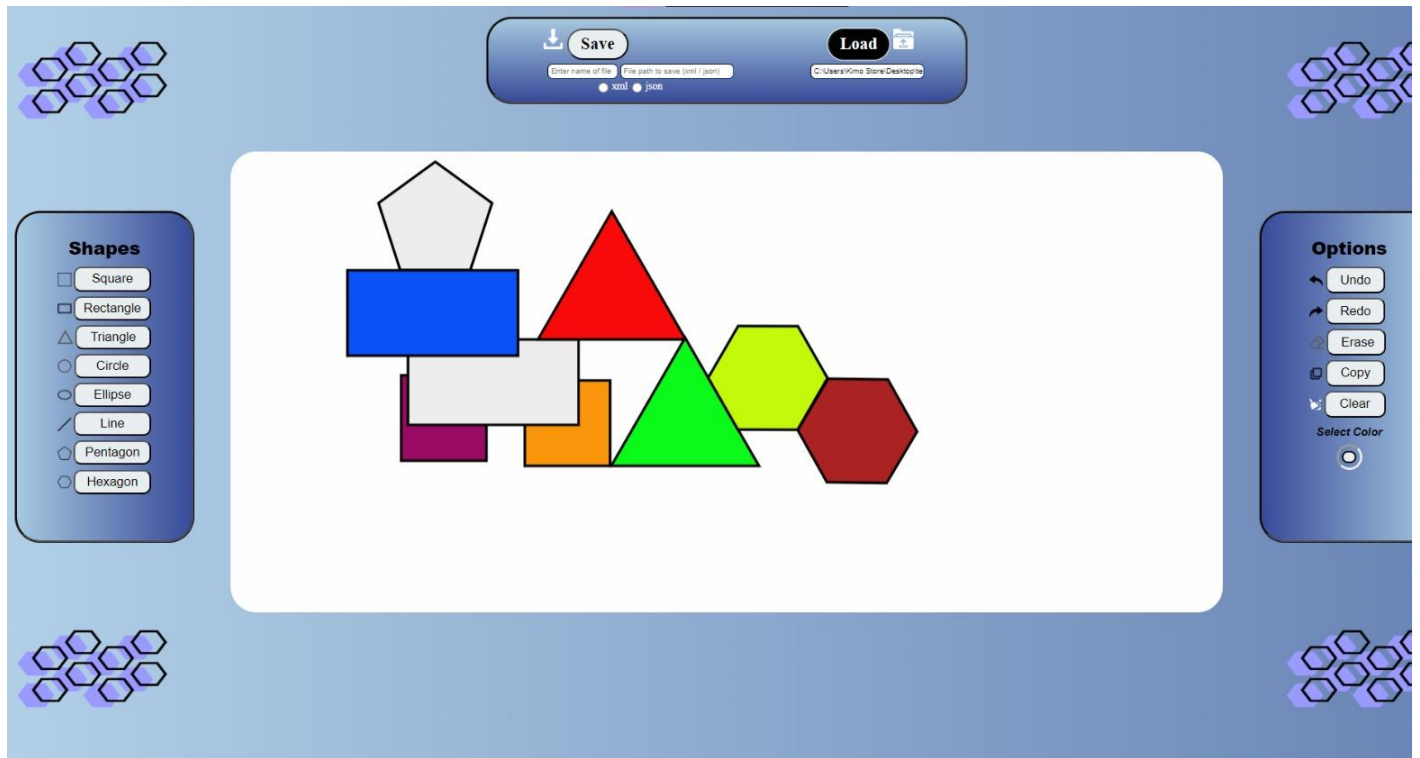 Save
Load
Enter name of file
File path to save (xml / json)
C:\Users\Kimo Store\Desktop\te
xml
json
Shapes
Square
Rectangle
Triangle
Circle
Ellipse
Line
Pentagon
Hexagon
Options
Undo
Redo
Erase
Copy
Clear
Select Color